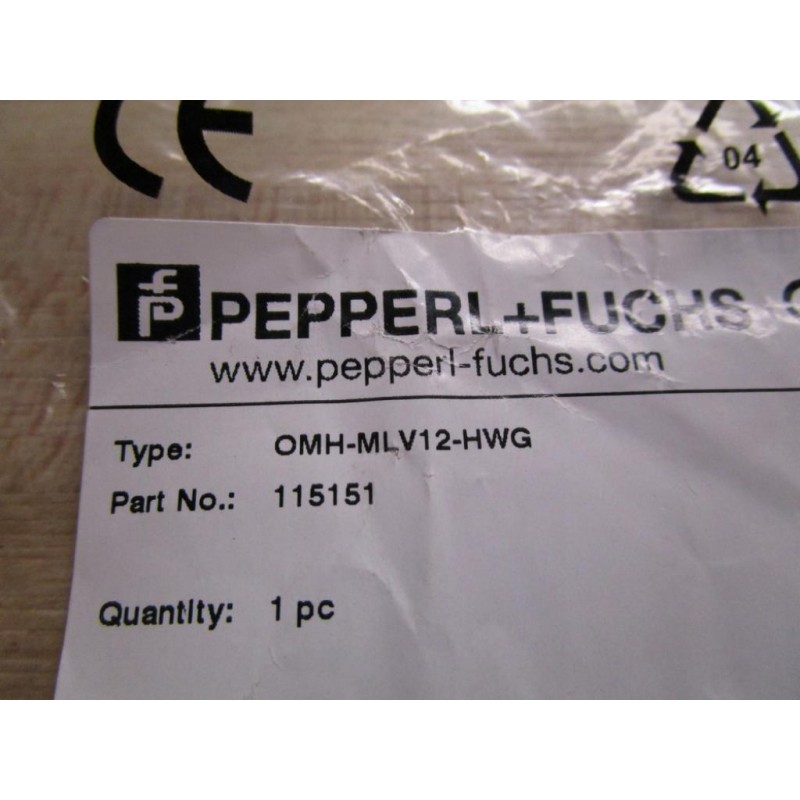 CE
04
PEPPERL+FUCHS
www.pepperl-fuchs.com
Type: OMH-MLV12-HWG
Part No.: 115151
Quantity: 1 pc